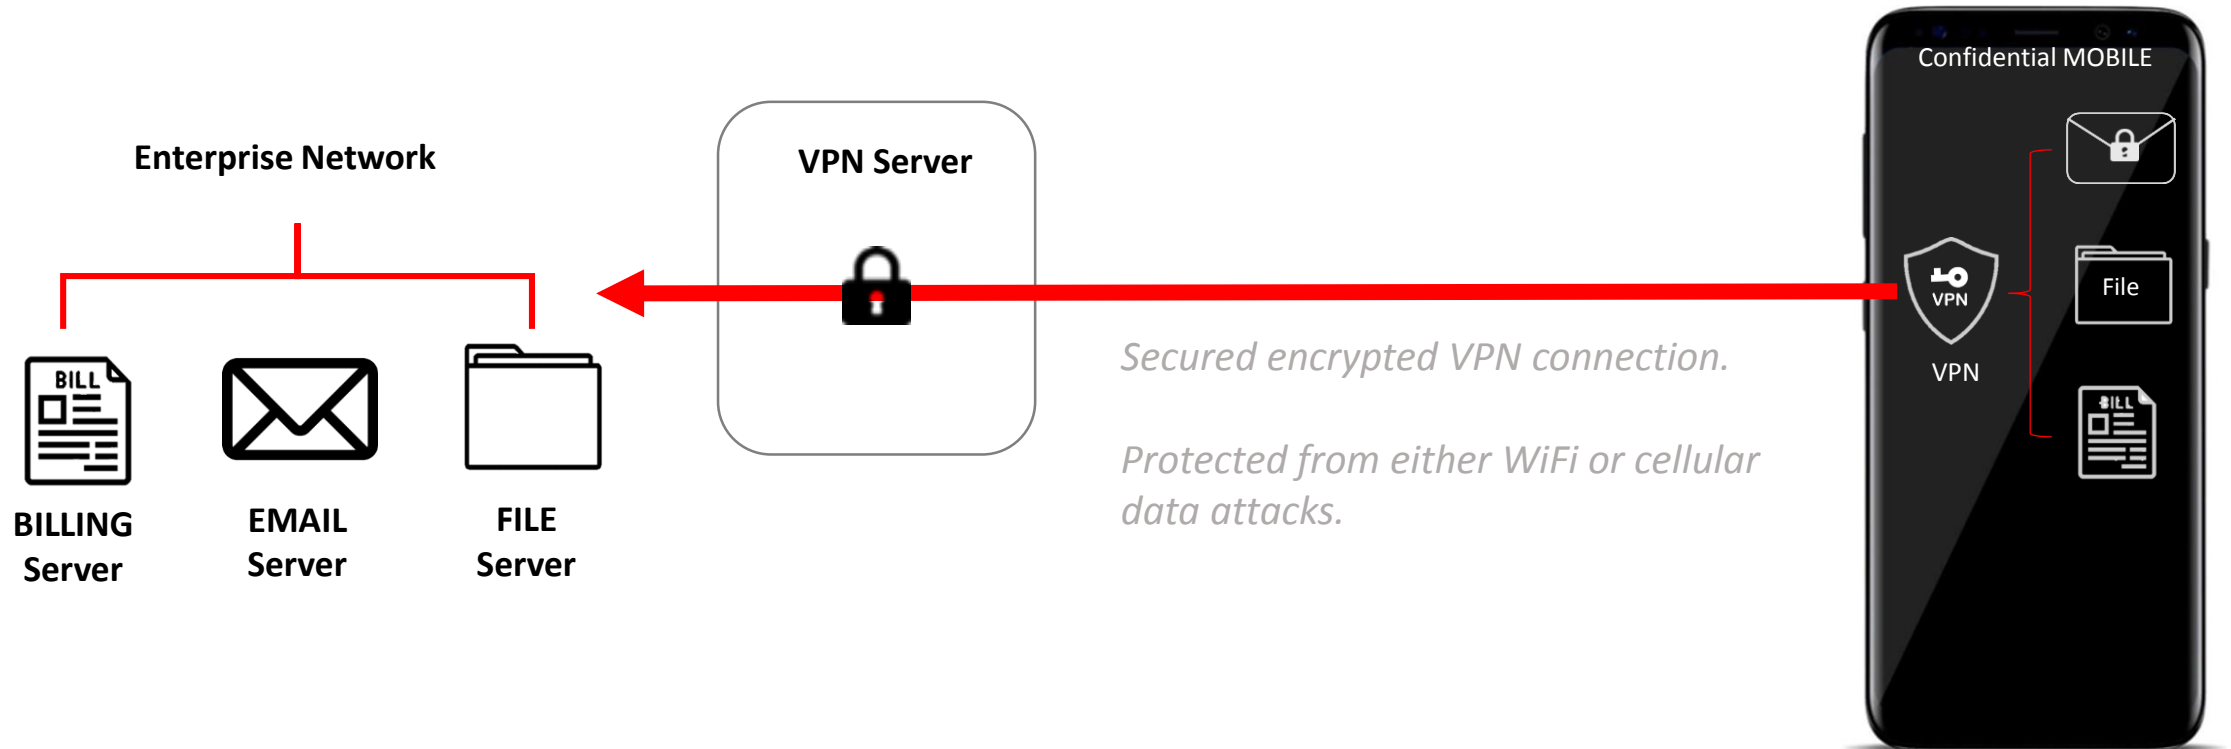 Confidential MOBILE
Enterprise Network
VPN Server
File
VPN
VPN
Secured encrypted VPN connection.
Protected from either WiFi or cellular
data attacks.
BILL
BILL
BILLING
Server
EMAIL
Server
FILE
Server